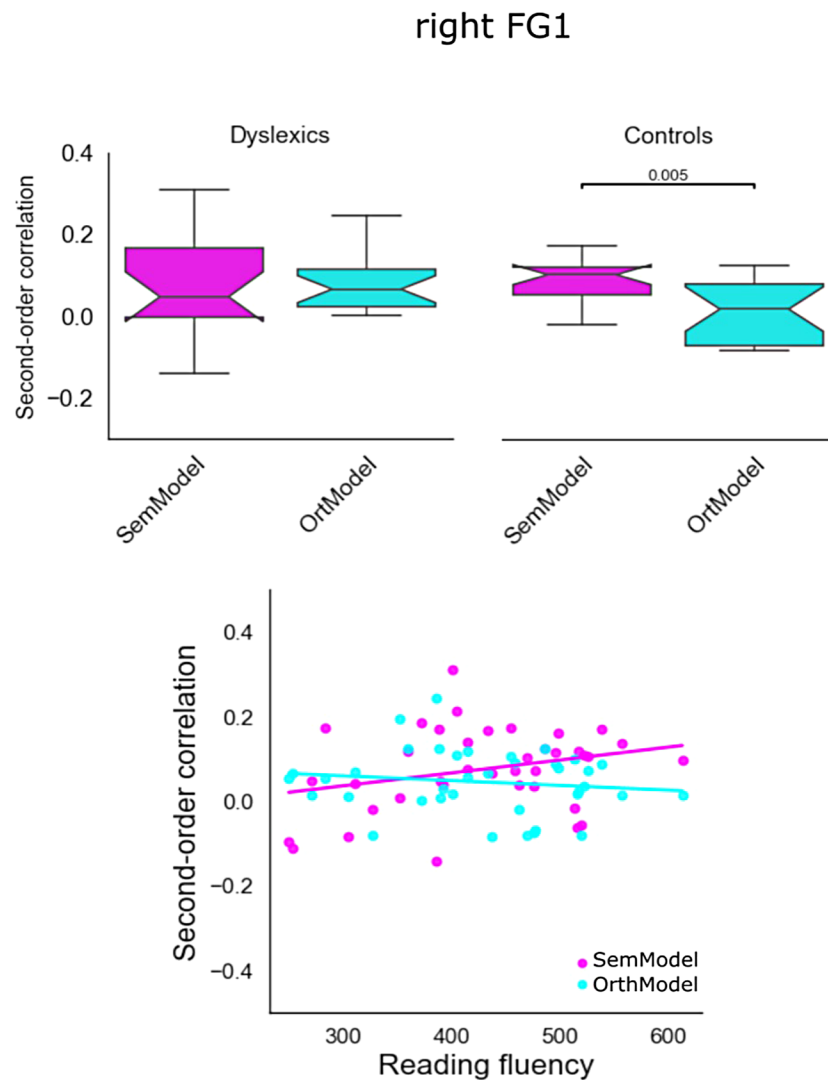 right FG1
Dyslexics
Controls
Second-order correlation
0.4
0.2
0.0
−0.2
0.005
SemModel
OrtModel
SemModel
OrtModel
Second-order correlation
0.4
0.2
0.0
−0.2
−0.4
SemModel
OrthModel
300
400
500
600
Reading fluency